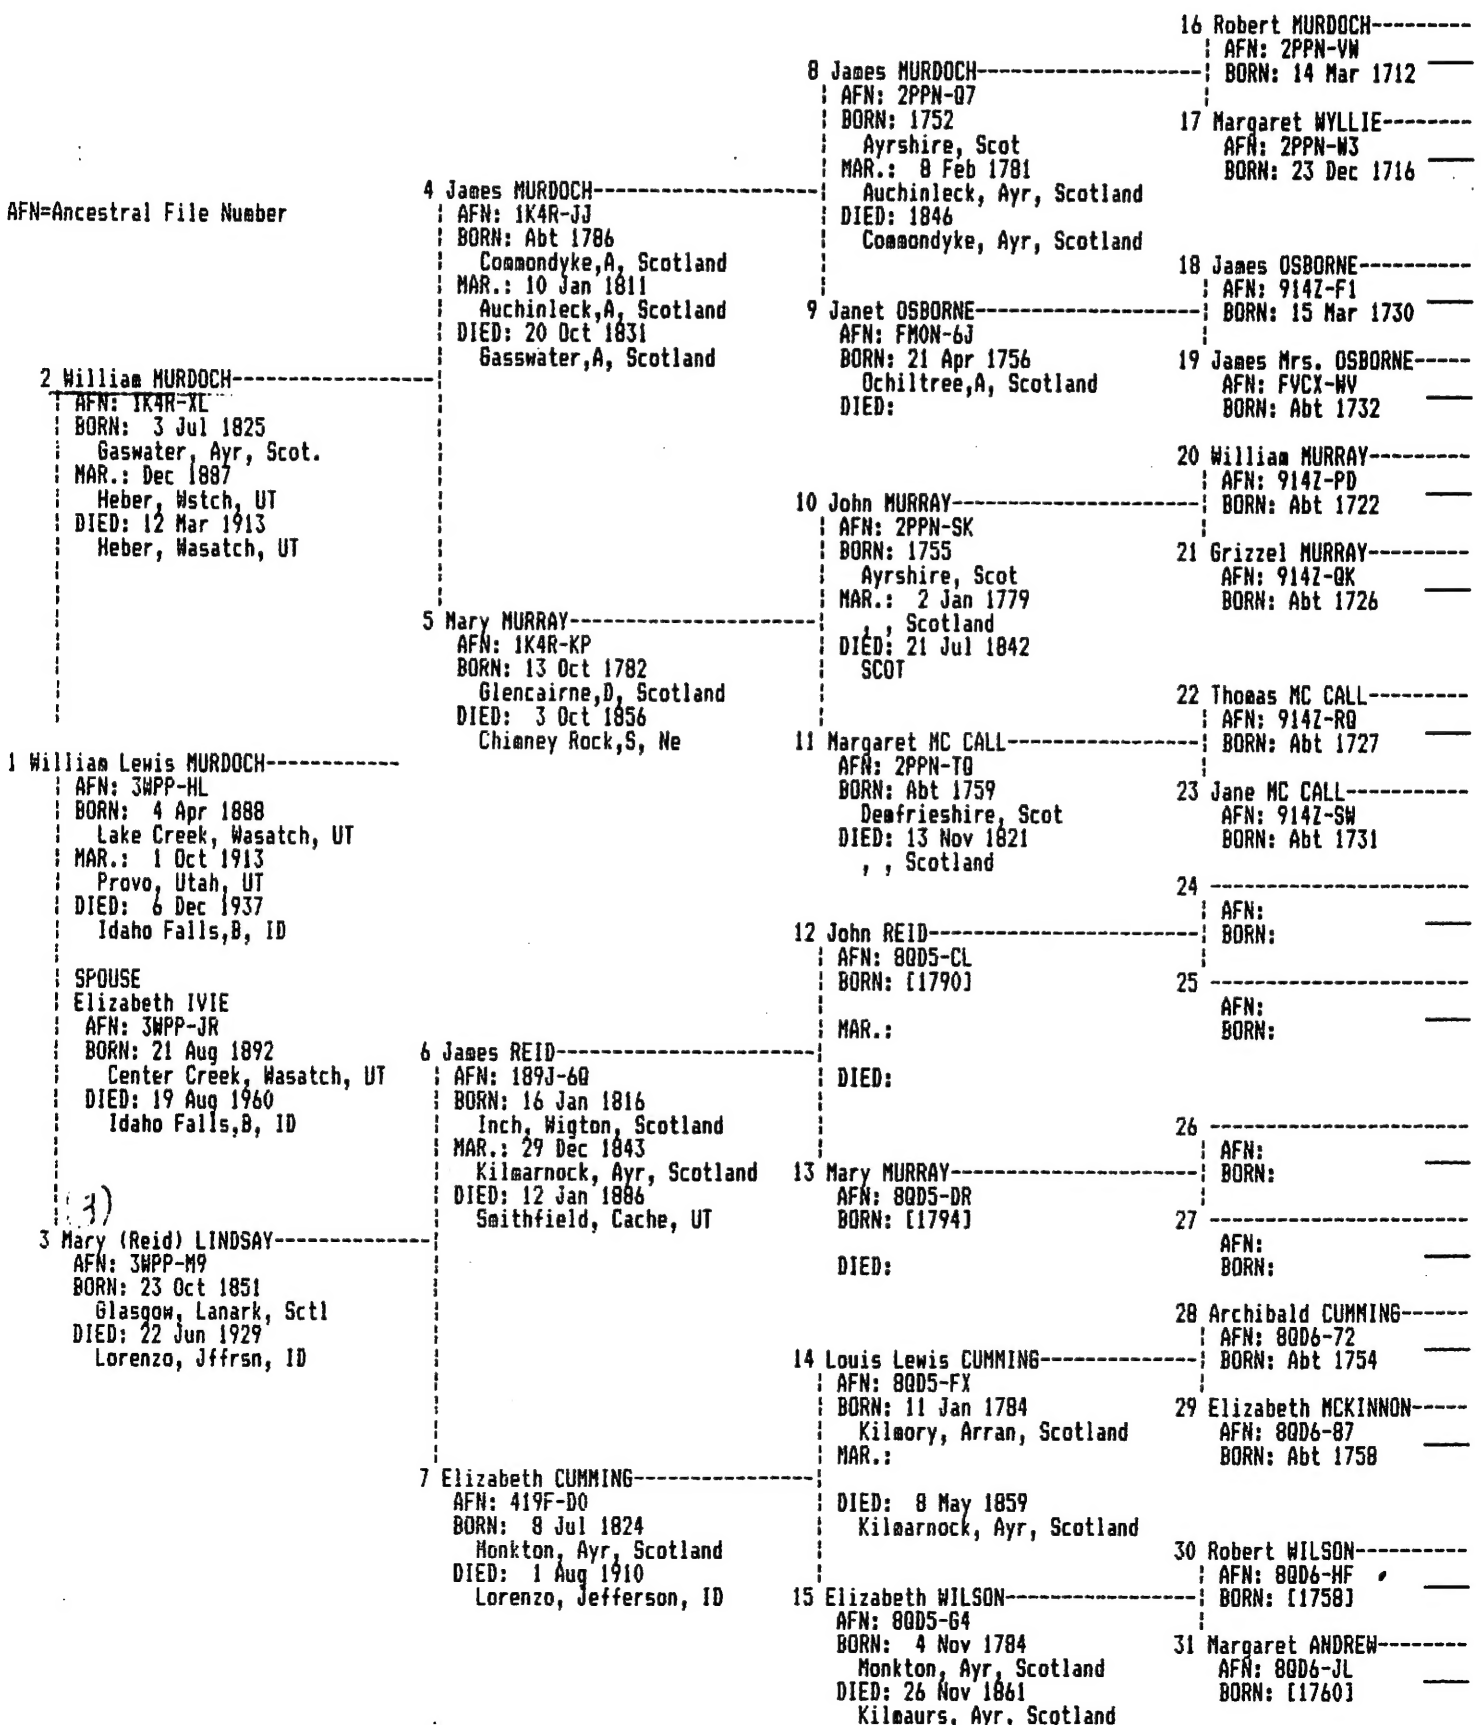 AFN=Ancestral File Number
1 William Lewis MURDOCH------------
AFN: 3WPP-HL
BORN: 4 Apr 1888
Lake Creek, Wasatch, UT
MAR.: 1 Oct 1913
Provo, Utah, UT
DIED: 6 Dec 1937
Idaho Falls,B, ID
SPOUSE
Elizabeth IVIE
AFN: 3WPP-JR
BORN: 21 Aug 1892
Center Creek, Wasatch, UT
DIED: 19 Aug 1960
Idaho Falls,B, ID
2 William MURDOCH------------------
AFN: 1K4R-XL
BORN: 3 Jul 1825
Gaswater, Ayr, Scot.
MAR.: Dec 1887
Heber, Wstch, UT
DIED: 12 Mar 1913
Heber, Wasatch, UT
(3)
3 Mary (Reid) LINDSAY--------------
AFN: 3WPP-M9
BORN: 23 Oct 1851
Glasgow, Lanark, Sctl
DIED: 22 Jun 1929
Lorenzo, Jffrsn, ID
4 James MURDOCH--------------------
AFN: 1K4R-JJ
BORN: Abt 1786
Commondyke,A, Scotland
MAR.: 10 Jan 1811
Auchinleck,A, Scotland
DIED: 20 Oct 1831
Gasswater,A, Scotland
5 Mary MURRAY----------------------
AFN: 1K4R-KP
BORN: 13 Oct 1782
Glencairne,D, Scotland
DIED: 3 Oct 1856
Chimney Rock,S, Ne
6 James REID-----------------------
AFN: 189J-6Q
BORN: 16 Jan 1816
Inch, Wigton, Scotland
MAR.: 29 Dec 1843
Kilmarnock, Ayr, Scotland
DIED: 12 Jan 1886
Smithfield, Cache, UT
7 Elizabeth CUMMING----------------
AFN: 419F-D0
BORN: 8 Jul 1824
Monkton, Ayr, Scotland
DIED: 1 Aug 1910
Lorenzo, Jefferson, ID
8 James MURDOCH--------------------
AFN: 2PPN-Q7
BORN: 1752
Ayrshire, Scot
MAR.: 8 Feb 1781
Auchinleck, Ayr, Scotland
DIED: 1846
Commondyke, Ayr, Scotland
9 Janet OSBORNE--------------------
AFN: FMON-6J
BORN: 21 Apr 1756
Ochiltree,A, Scotland
DIED:
10 John MURRAY----------------------
AFN: 2PPN-SK
BORN: 1755
Ayrshire, Scot
MAR.: 2 Jan 1779
, , Scotland
DIED: 21 Jul 1842
SCOT
11 Margaret MC CALL-----------------
AFN: 2PPN-TQ
BORN: Abt 1759
Demfrieshire, Scot
DIED: 13 Nov 1821
, , Scotland
12 John REID------------------------
AFN: 8QD5-CL
BORN: [1790]
MAR.:
DIED:
13 Mary MURRAY----------------------
AFN: 8QD5-DR
BORN: [1794]
DIED:
14 Louis Lewis CUMMING--------------
AFN: 8QD5-FX
BORN: 11 Jan 1784
Kilmory, Arran, Scotland
MAR.:
DIED: 8 May 1859
Kilmarnock, Ayr, Scotland
15 Elizabeth WILSON-----------------
AFN: 8QD5-G4
BORN: 4 Nov 1784
Monkton, Ayr, Scotland
DIED: 26 Nov 1861
Kilmaurs, Ayr, Scotland
16 Robert MURDOCH---------
AFN: 2PPN-VW
BORN: 14 Mar 1712
17 Margaret WYLLIE--------
AFN: 2PPN-W3
BORN: 23 Dec 1716
18 James OSBORNE----------
AFN: 914Z-F1
BORN: 15 Mar 1730
19 James Mrs. OSBORNE-----
AFN: FVCX-WV
BORN: Abt 1732
20 William MURRAY---------
AFN: 914Z-PD
BORN: Abt 1722
21 Grizzel MURRAY---------
AFN: 914Z-QK
BORN: Abt 1726
22 Thomas MC CALL---------
AFN: 914Z-RQ
BORN: Abt 1727
23 Jane MC CALL-----------
AFN: 914Z-SW
BORN: Abt 1731
24 -----------------------
AFN:
BORN:
25 -----------------------
AFN:
BORN:
26 -----------------------
AFN:
BORN:
27 -----------------------
AFN:
BORN:
28 Archibald CUMMING------
AFN: 8QD6-72
BORN: Abt 1754
29 Elizabeth MCKINNON-----
AFN: 8QD6-87
BORN: Abt 1758
30 Robert WILSON----------
AFN: 8QD6-HF
BORN: [1758]
31 Margaret ANDREW--------
AFN: 8QD6-JL
BORN: [1760]